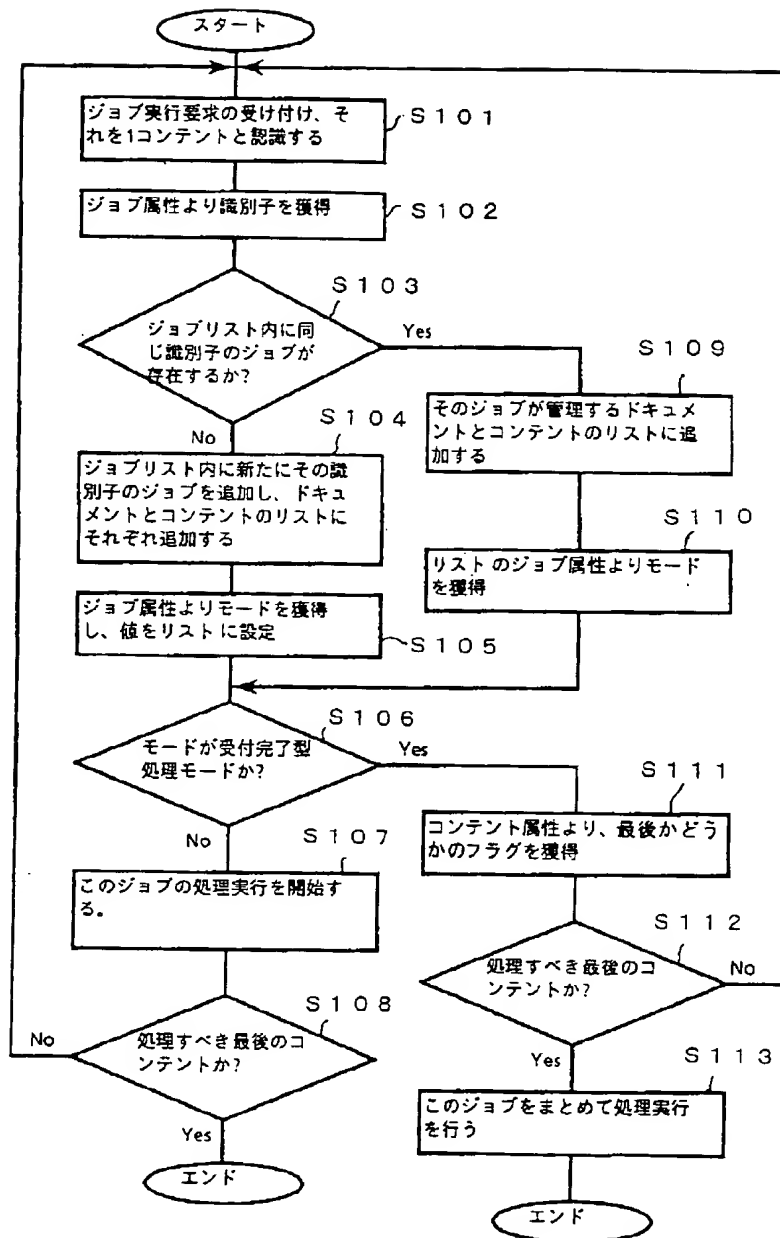 スタート
ジョブ実行要求の受け付け、そ
れを1コンテントと認識する
S101
ジョブ属性より識別子を獲得
S102
S103
ジョブリスト内に同
じ識別子のジョブが
存在するか?
Yes
No
S104
ジョブリスト内に新たにその識
別子のジョブを追加し、ドキュ
メントとコンテントのリストに
それぞれ追加する
S109
そのジョブが管理するドキュメ
ントとコンテントのリストに追
加する
S110
リストのジョブ属性よりモード
を獲得
ジョブ属性よりモードを獲得
し、値をリストに設定
S105
S106
モードが受付完了型
処理モードか?
Yes
No
S107
このジョブの処理実行を開始す
る。
S108
処理すべき最後のコ
ンテントか?
No
Yes
エンド
S111
コンテント属性より、最後かどう
かのフラグを獲得
S112
処理すべき最後のコ
ンテントか?
No
Yes
S113
このジョブをまとめて処理実行
を行う
エンド